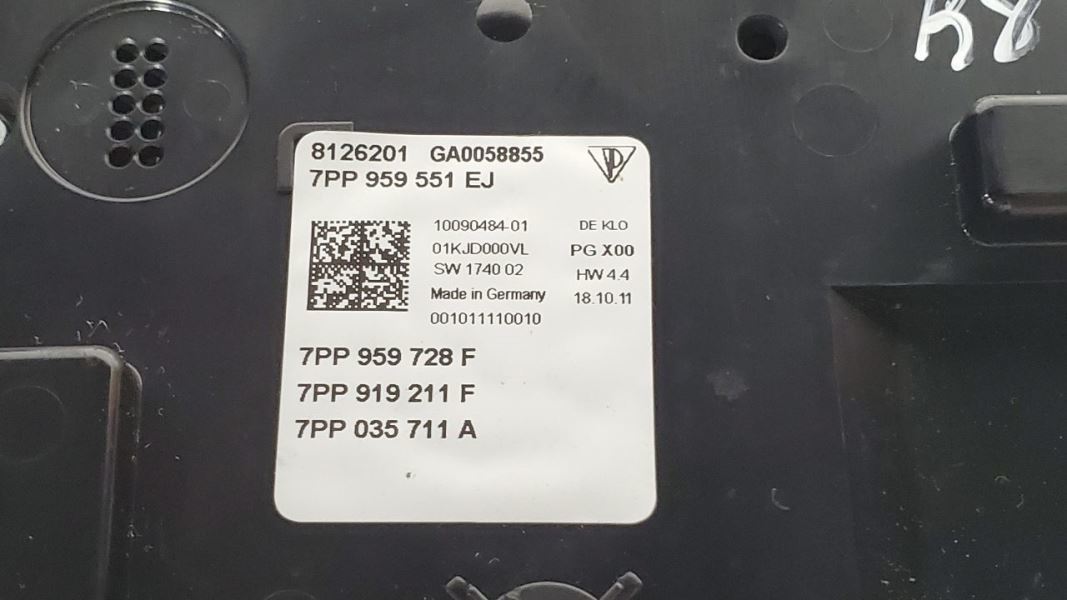 R8
8126201 GA0058855
7PP 959 551 EJ
10090484-01 DE KLO
01KJD000VL PG X00
SW 1740 02 HW 4.4
Made in Germany 18.10.11
001011110010
7PP 959 728 F
7PP 919 211 F
7PP 035 711 A